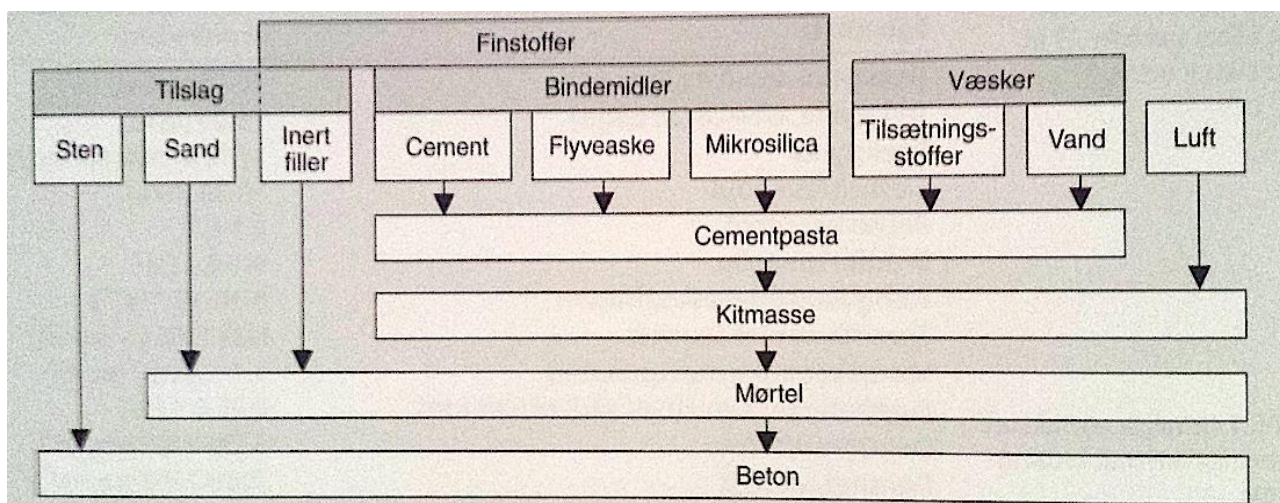 Finstoffer
Tilslag
Bindemidler
Væsker
Sten
Sand
Inert
filler
Cement
Flyveaske
Mikrosilica
Tilsætnings-
stoffer
Vand
Luft
Cementpasta
Kitmasse
Mørtel
Beton